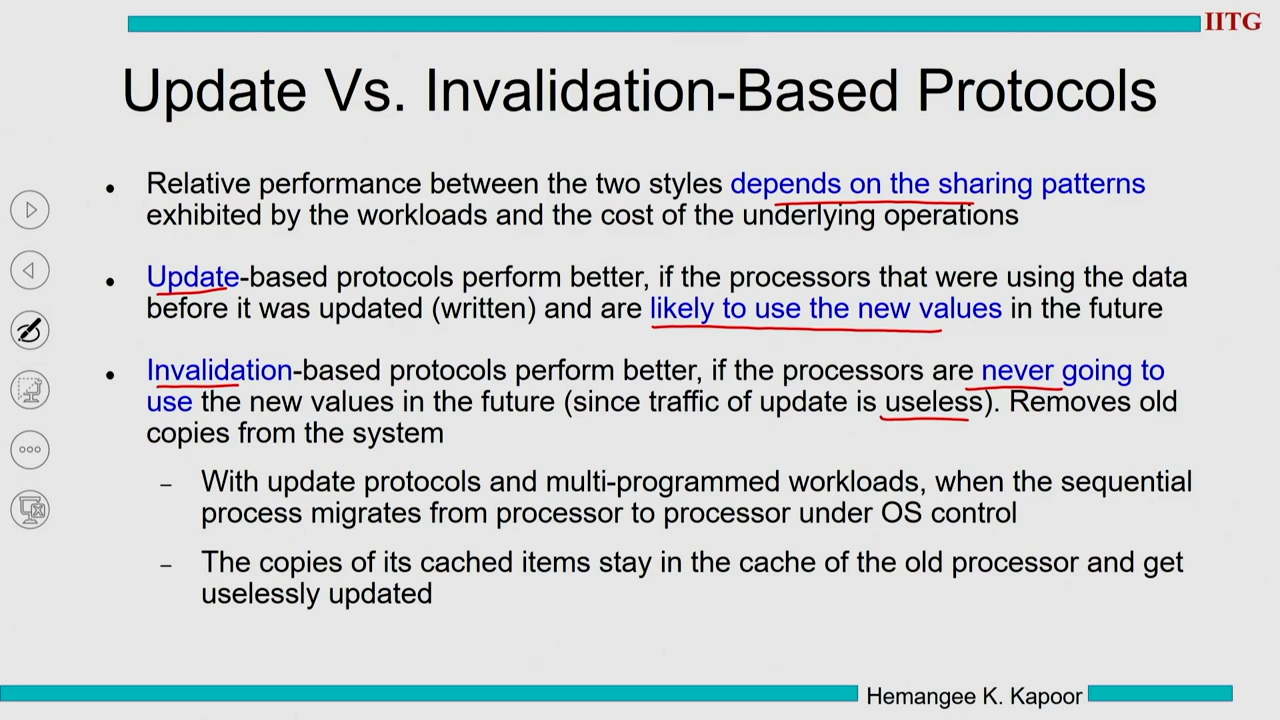 IITG
Update Vs. Invalidation-Based Protocols
• Relative performance between the two styles depends on the sharing patterns
exhibited by the workloads and the cost of the underlying operations
• Update-based protocols perform better, if the processors that were using the data
before it was updated (written) and are likely to use the new values in the future
• Invalidation-based protocols perform better, if the processors are never going to
use the new values in the future (since traffic of update is useless). Removes old
copies from the system
– With update protocols and multi-programmed workloads, when the sequential
process migrates from processor to processor under OS control
– The copies of its cached items stay in the cache of the old processor and get
uselessly updated
Hemangee K. Kapoor